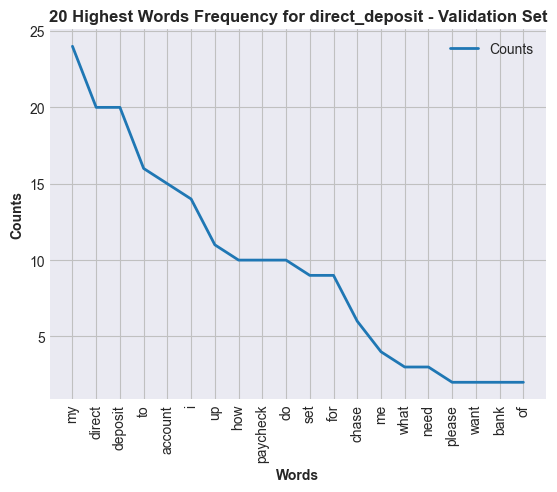 20 Highest Words Frequency for direct_deposit - Validation Set
Counts
25
20
15
10
5
Counts
my
direct
deposit
to
account
i
up
how
paycheck
do
set
for
chase
me
what
need
please
want
bank
of
Words